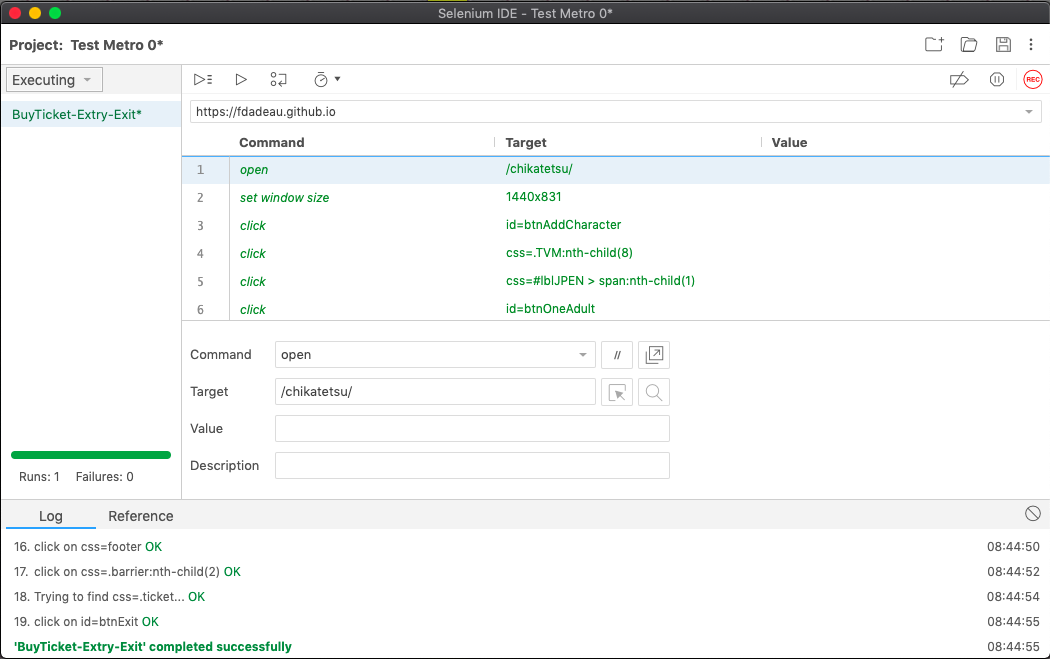 Selenium IDE - Test Metro 0*
Project: Test Metro 0*
Executing
REC
BuyTicket-Extry-Exit*
https://fdadeau.github.io
Command Target Value
1 open /chikatetsu/
2 set window size 1440x831
3 click id=btnAddCharacter
4 click css=.TVM:nth-child(8)
5 click css=#lblJPEN > span:nth-child(1)
6 click id=btnOneAdult
Command open //
Target /chikatetsu/
Value
Description
Runs: 1 Failures: 0
Log Reference
16. click on css=footer OK 08:44:50
17. click on css=.barrier:nth-child(2) OK 08:44:52
18. Trying to find css=.ticket... OK 08:44:54
19. click on id=btnExit OK 08:44:55
'BuyTicket-Extry-Exit' completed successfully 08:44:55